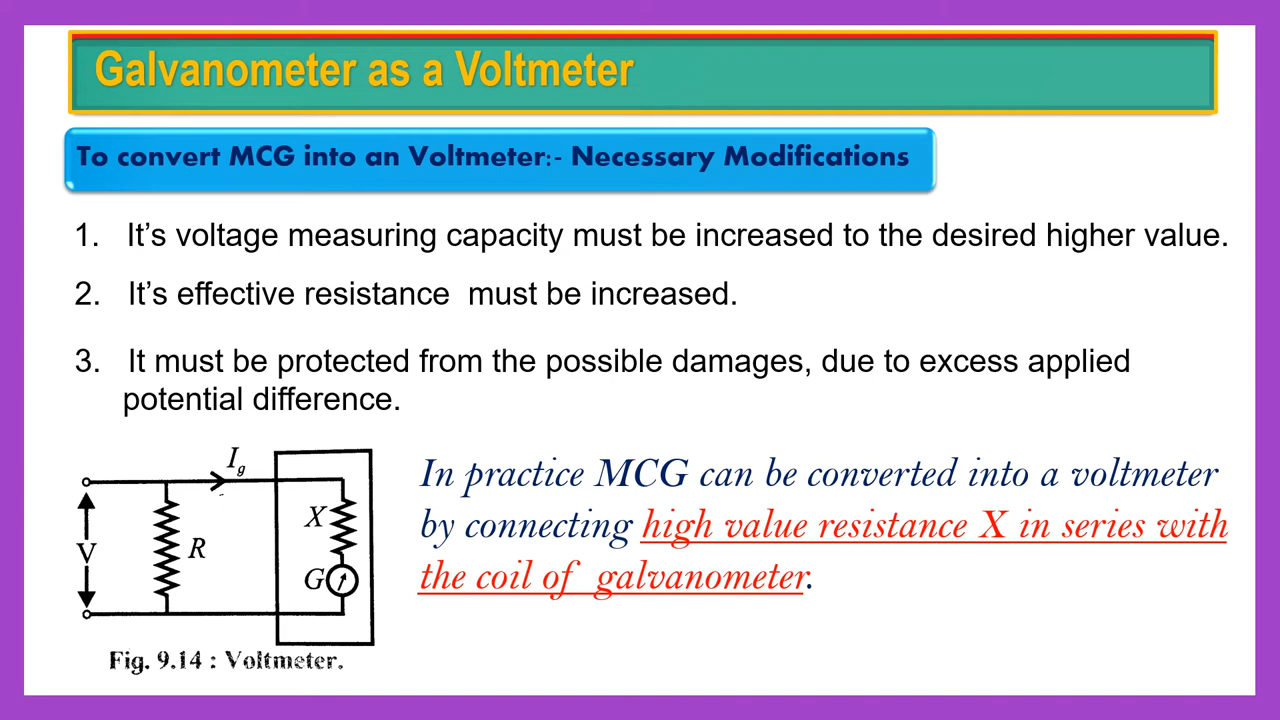 Galvanometer as a Voltmeter
To convert MCG into an Voltmeter:- Necessary Modifications
1. It’s voltage measuring capacity must be increased to the desired higher value.
2. It’s effective resistance must be increased.
3. It must be protected from the possible damages, due to excess applied
potential difference.
In practice MCG can be converted into a voltmeter
by connecting high value resistance X in series with
the coil of galvanometer.
Ig
X
V
R
G
Fig. 9.14 : Voltmeter.